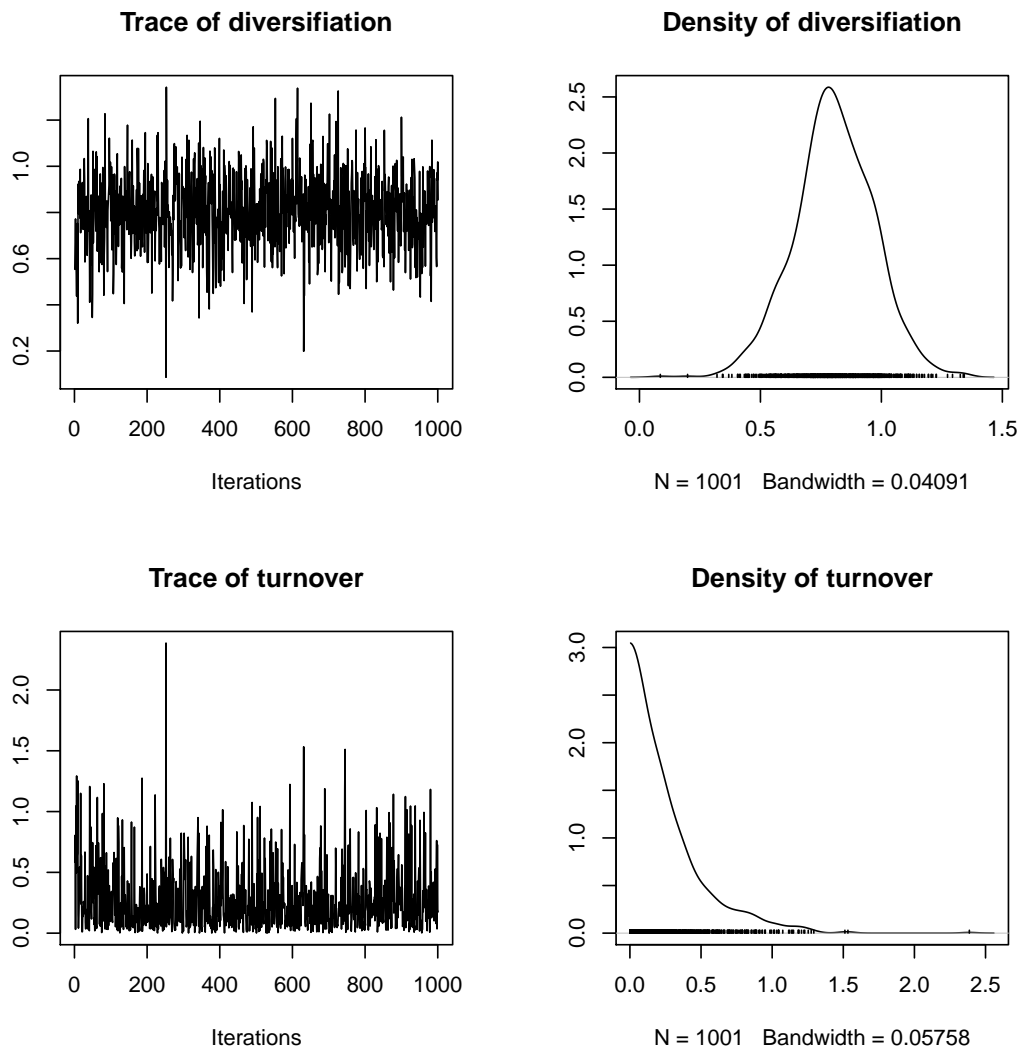 Trace of diversifiation
Density of diversifiation
0.2 0.6 1.0
0 200 400 600 800 1000
Iterations
0.0 0.5 1.0 1.5 2.0 2.5
0.0 0.5 1.0 1.5
N = 1001 Bandwidth = 0.04091
Trace of turnover
Density of turnover
0.0 0.5 1.0 1.5 2.0
0 200 400 600 800 1000
Iterations
0.0 1.0 2.0 3.0
0.0 0.5 1.0 1.5 2.0 2.5
N = 1001 Bandwidth = 0.05758